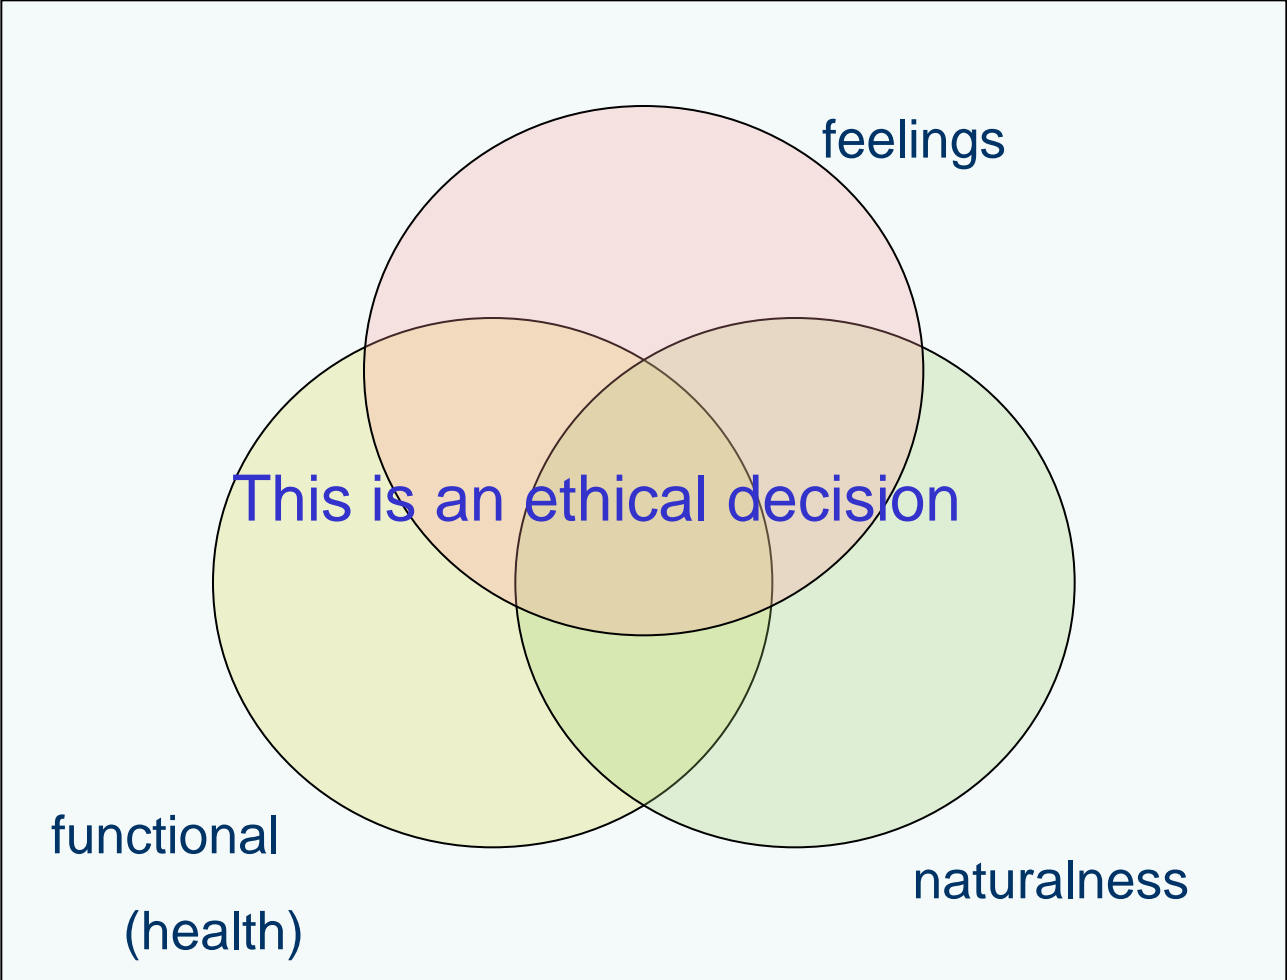 feelings
This is an ethical decision
functional
(health)
naturalness